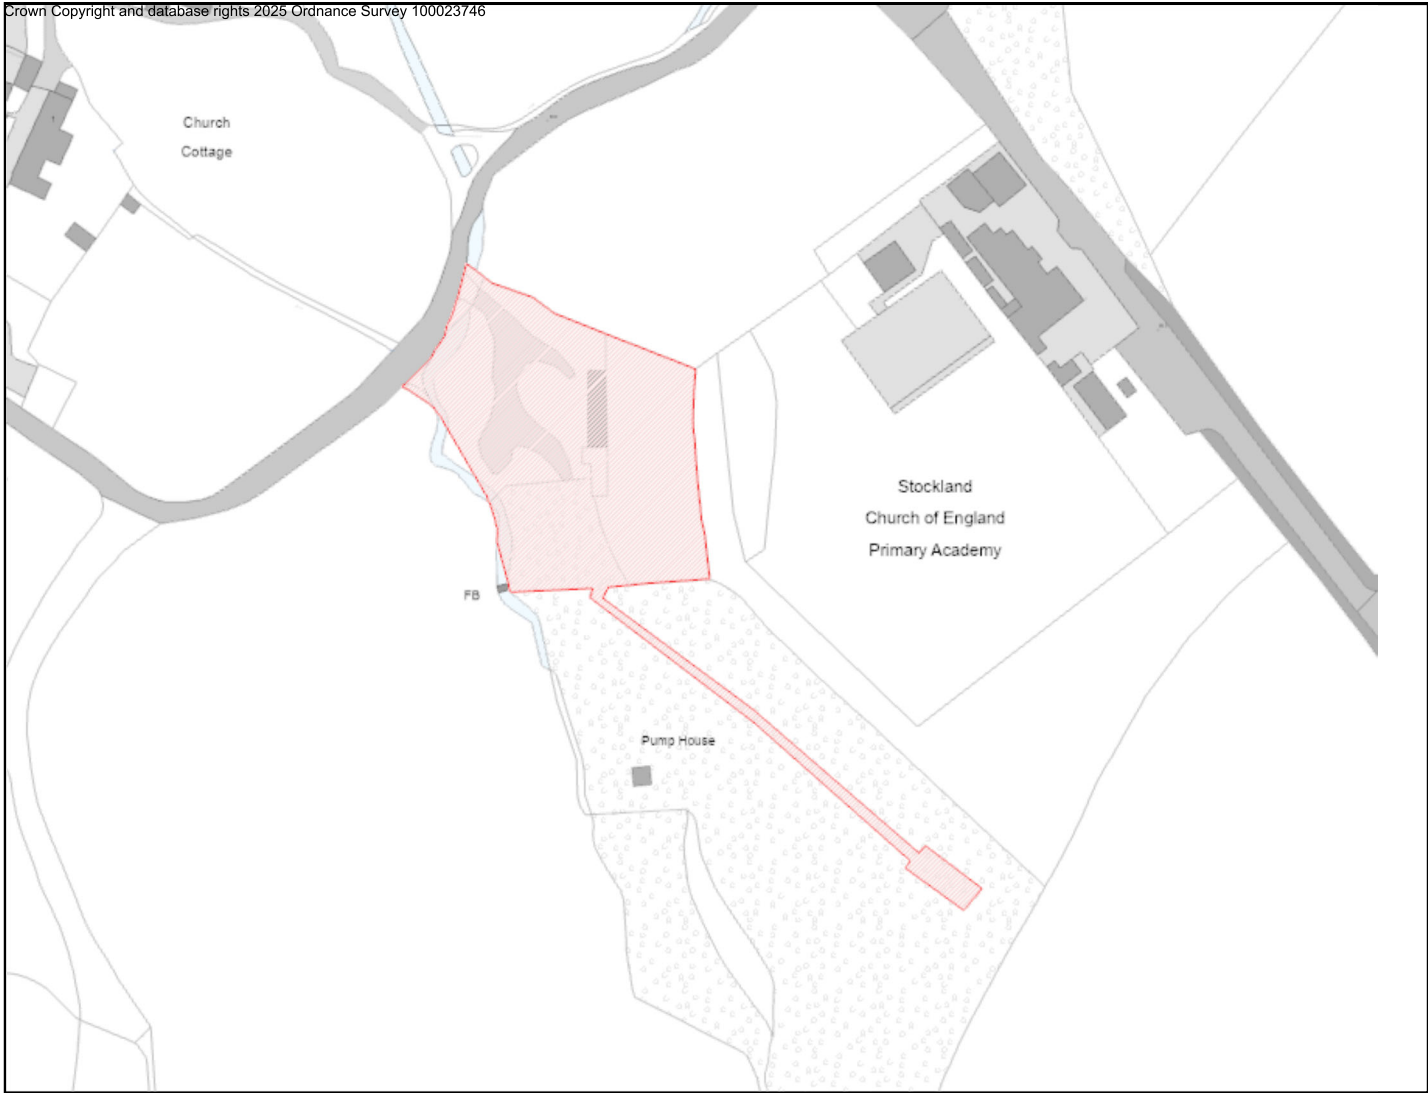 Crown Copyright and database rights 2025 Ordnance Survey 100023746
Church
Cottage
Stockland
Church of England
Primary Academy
FB
Pump House